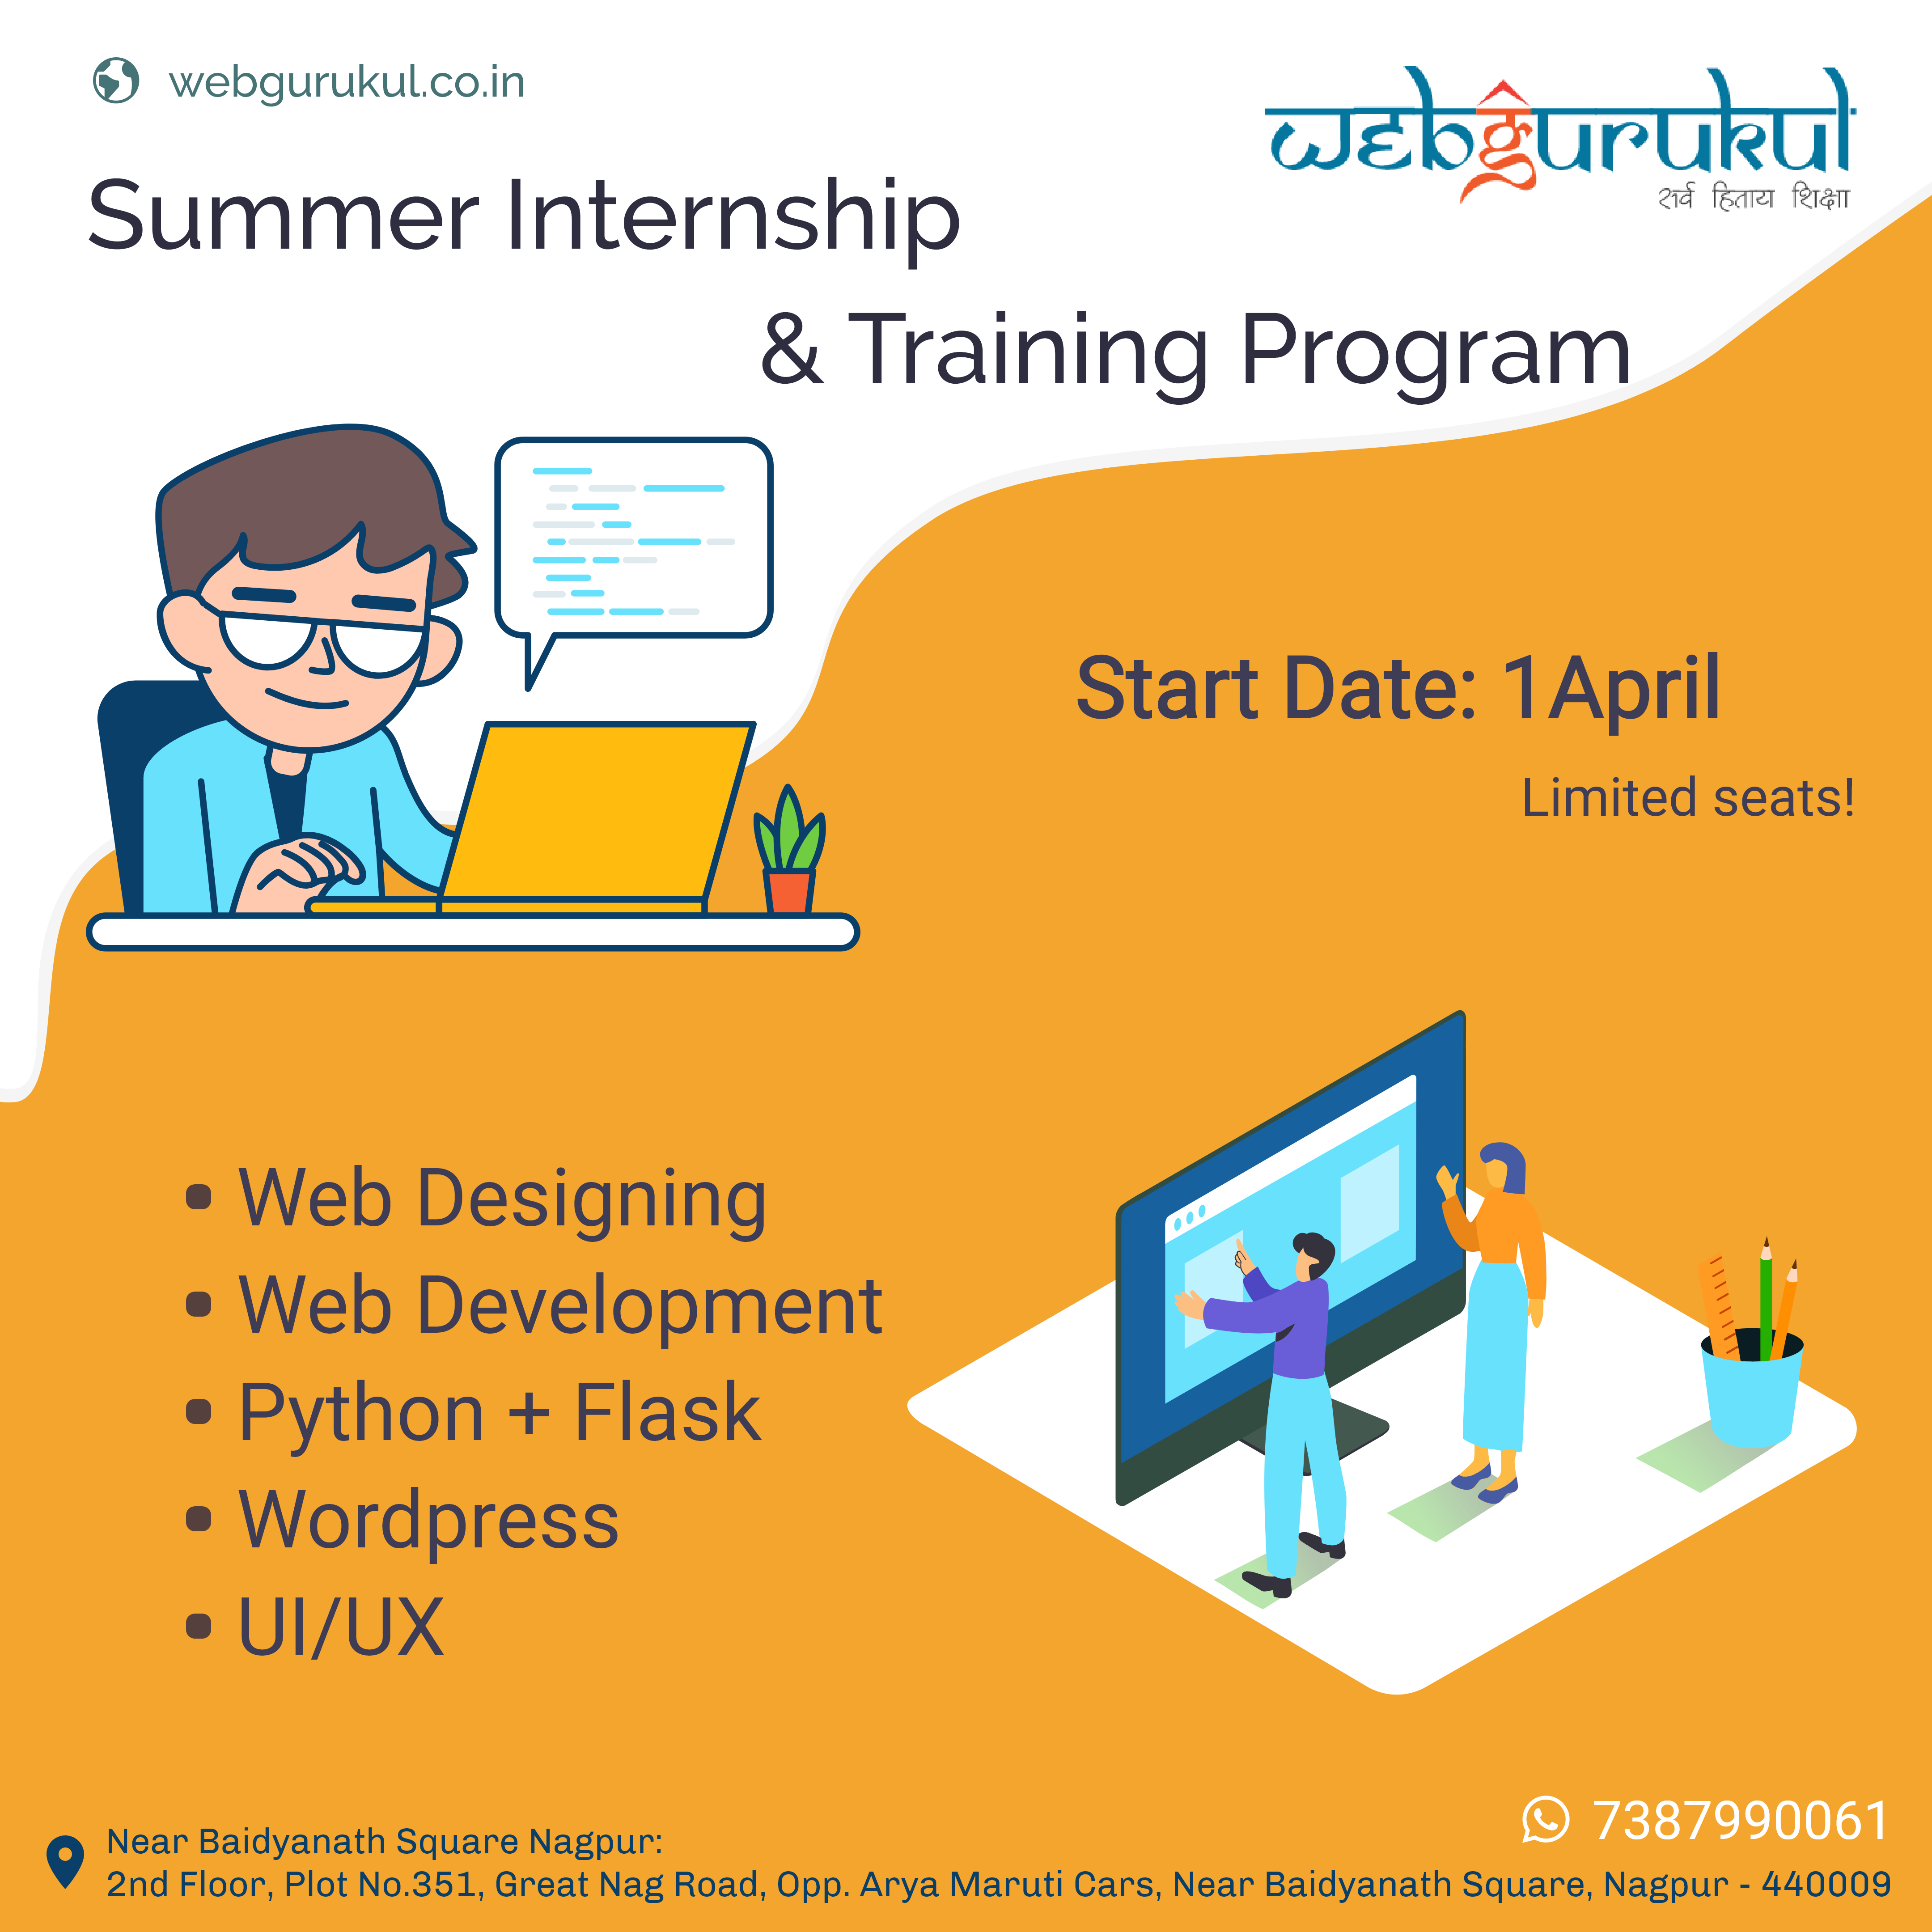 webgurukul.co.in
webgurukul
सर्व हिताय शिक्षा
Summer Internship
& Training Program
Start Date: 1April
Limited seats!
• Web Designing
• Web Development
• Python + Flask
• Wordpress
• UI/UX
7387990061
Near Baidyanath Square Nagpur:
2nd Floor, Plot No.351, Great Nag Road, Opp. Arya Maruti Cars, Near Baidyanath Square, Nagpur - 440009